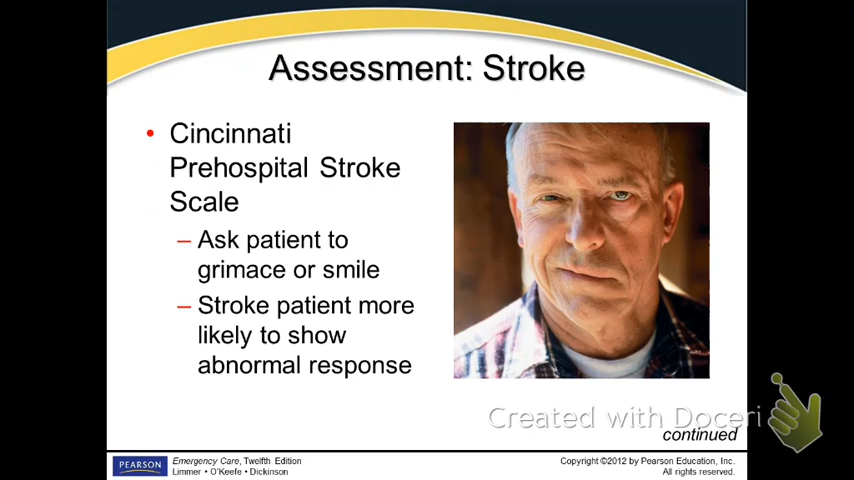 Assessment: Stroke
• Cincinnati
Prehospital Stroke
Scale
– Ask patient to
grimace or smile
– Stroke patient more
likely to show
abnormal response
Created with Doceri
continued
PEARSON
Emergency Care, Twelfth Edition
Limmer • O'Keefe • Dickinson
Copyright ©2012 by Pearson Education, Inc.
All rights reserved.